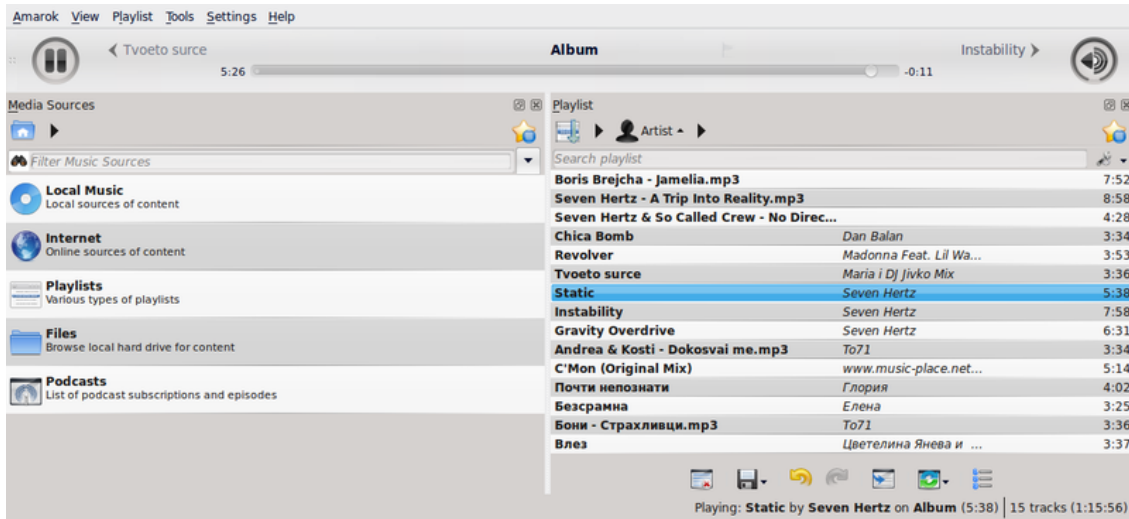 Amarok View Playlist Tools Settings Help
Tvoeto surce Album Instability
5:26 -0:11
Media Sources
Filter Music Sources
Local Music
Local sources of content
Internet
Online sources of content
Playlists
Various types of playlists
Files
Browse local hard drive for content
Podcasts
List of podcast subscriptions and episodes
Playlist
Artist
Search playlist
Boris Brejcha - Jamelia.mp3 7:52
Seven Hertz - A Trip Into Reality.mp3 8:58
Seven Hertz & So Called Crew - No Direc... 4:28
Chica Bomb Dan Balan 3:34
Revolver Madonna Feat. Lil Wa... 3:53
Tvoeto surce Maria i DJ Jivko Mix 3:36
Static Seven Hertz 5:38
Instability Seven Hertz 7:58
Gravity Overdrive Seven Hertz 6:31
Andrea & Kosti - Dokosvai me.mp3 To71 3:34
C'Mon (Original Mix) www.music-place.net... 5:14
Почти непознати Глория 4:02
Безсрамна Елена 3:25
Бони - Страхливци.mp3 To71 3:36
Влез Цветелина Янева и ... 3:37
Playing: Static by Seven Hertz on Album (5:38) 15 tracks (1:15:56)